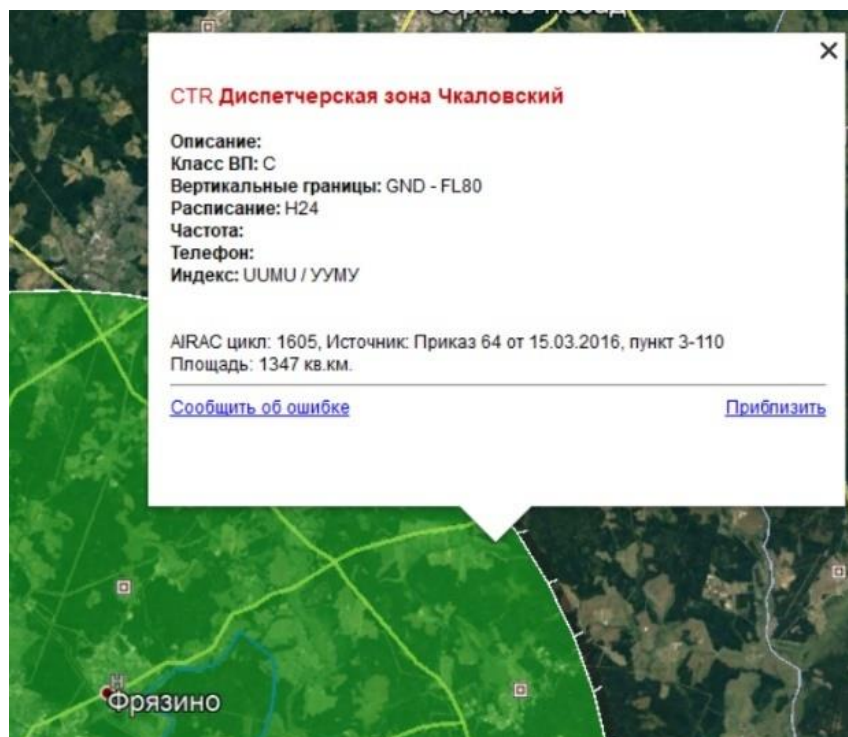 ×
CTR Диспетчерская зона Чкаловский
Описание:
Класс ВП: C
Вертикальные границы: GND - FL80
Расписание: H24
Частота:
Телефон:
Индекс: UUMU / УУМУ
AIRAC цикл: 1605, Источник: Приказ 64 от 15.03.2016, пункт 3-110
Площадь: 1347 кв.км.
Сообщить об ошибке Приблизить
H
Фрязино